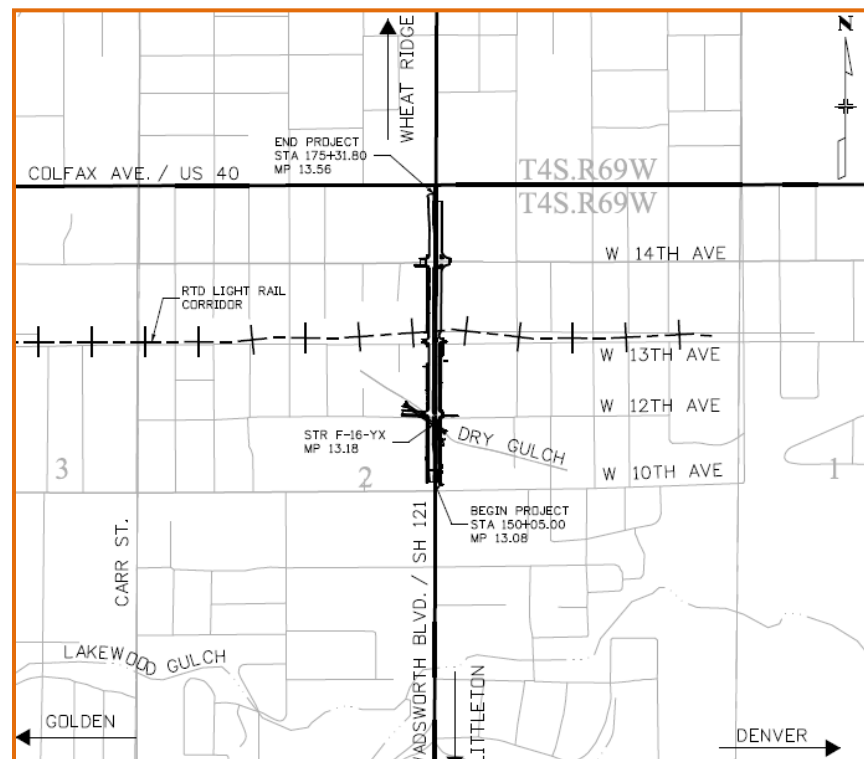 N
WHEAT RIDGE
END PROJECT
STA 175+31.80
MP 13.56
COLFAX AVE. / US 40
T4S.R69W
T4S.R69W
W 14TH AVE
RTD LIGHT RAIL
CORRIDOR
W 13TH AVE
W 12TH AVE
STR F-16-YX
MP 13.18
DRY GULCH
3
2
W 10TH AVE
1
BEGIN PROJECT
STA 150+05.00
MP 13.08
CARR ST.
ADSWORTH BLVD. / SH 121
LAKEWOOD GULCH
LITTLETON
GOLDEN
DENVER